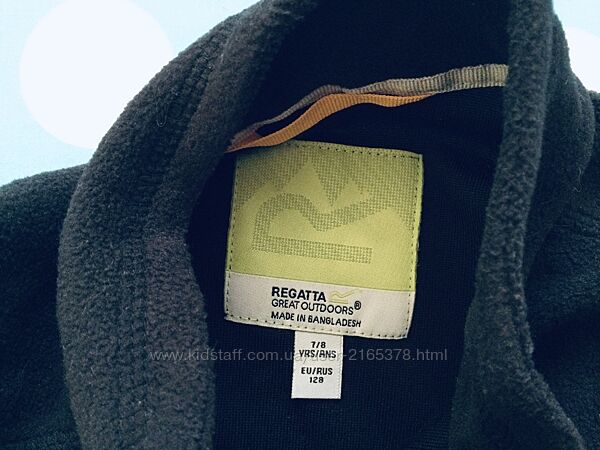 REGATTA
GREAT OUTDOORS®
MADE IN BANGLADESH
7/8
YRS/ANS
EU/RUS
128
www.kidstaff.com.ua/user-2165378.html